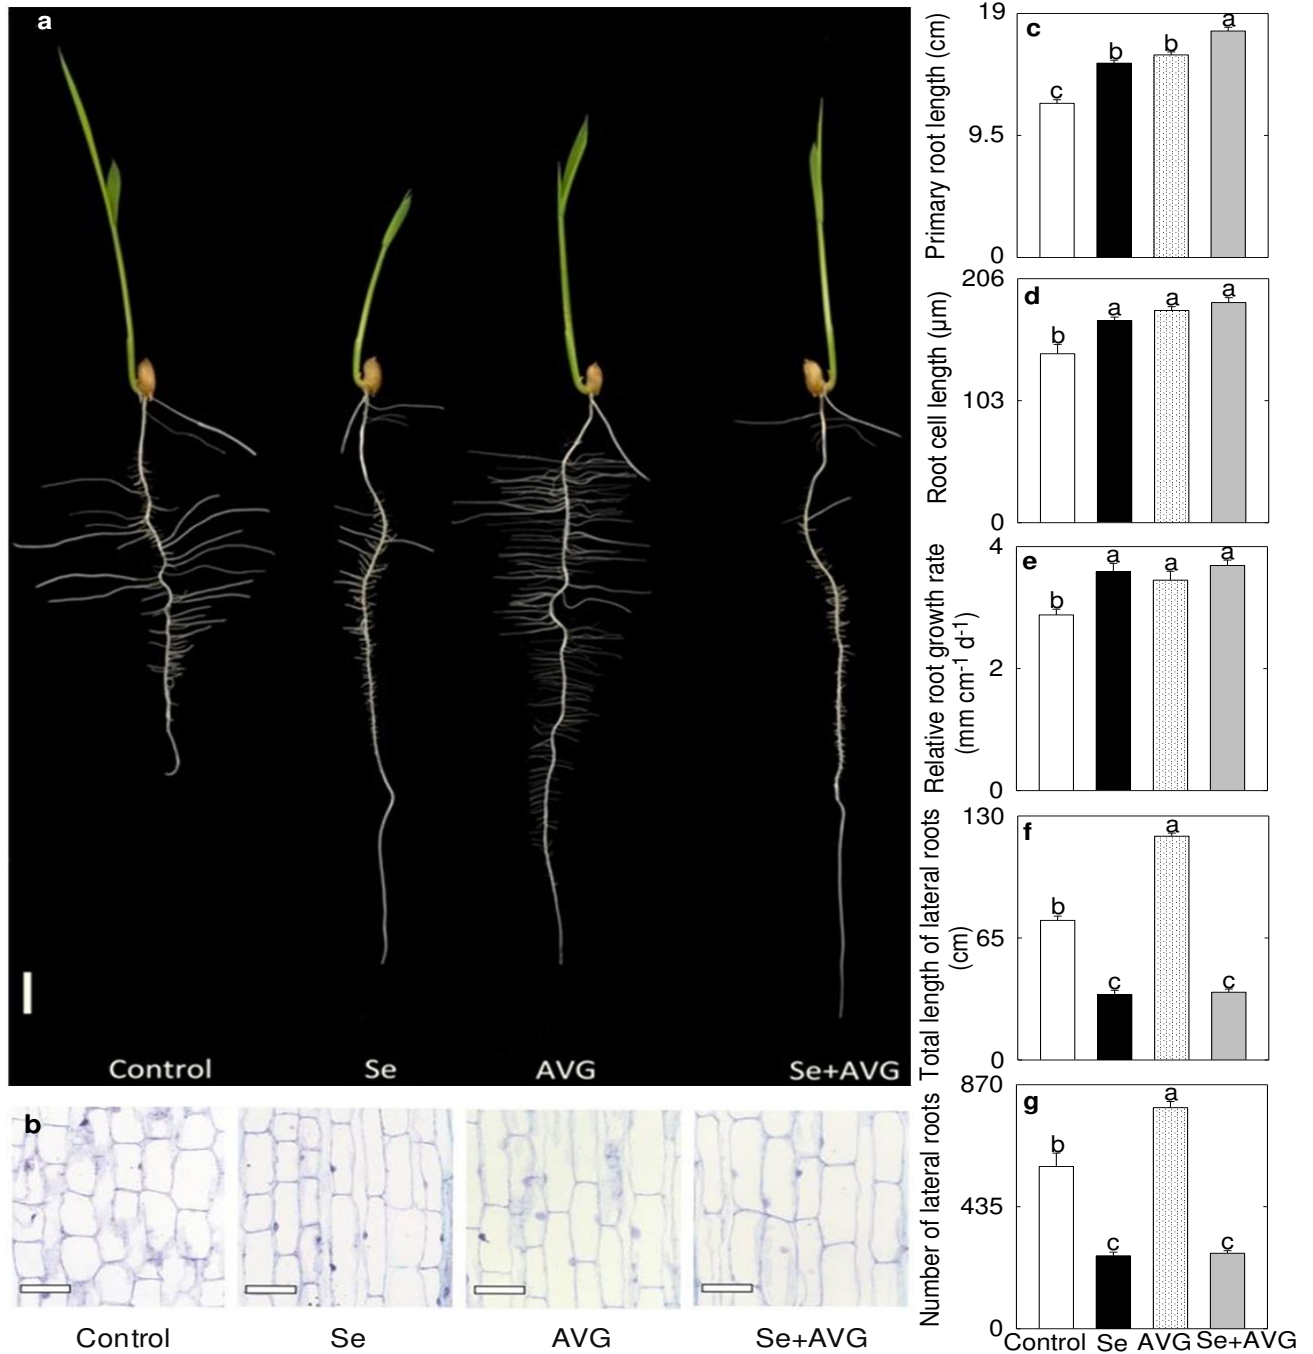 a
Control
Se
AVG
Se+AVG
b
Control
Se
AVG
Se+AVG
c
Primary root length (cm)
19
9.5
0
c
b
b
a
d
Root cell length (µm)
206
103
0
b
a
a
a
e
Relative root growth rate
(mm cm-1 d-1)
4
2
0
b
a
a
a
f
Total length of lateral roots
(cm)
130
65
0
b
c
a
c
g
Number of lateral roots
870
435
0
b
c
a
c
Control Se AVG Se+AVG